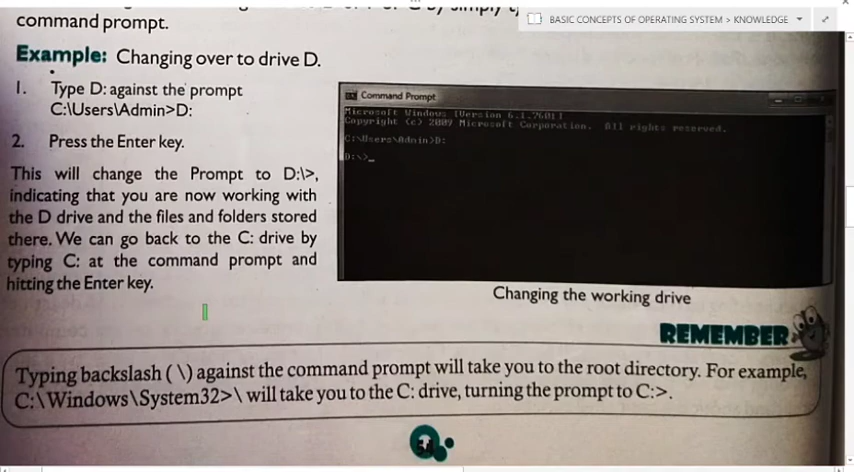 by simply
BASIC CONCEPTS OF OPERATING SYSTEM > KNOWLEDGE
command prompt.
Example: Changing over to drive D.
1. Type D: against the prompt
C:\Users\Admin>D:
2. Press the Enter key.
This will change the Prompt to D:\>,
indicating that you are now working with
the D drive and the files and folders stored
there. We can go back to the C: drive by
typing C: at the command prompt and
hitting the Enter key.
Command Prompt
Microsoft Windows [Version 6.1.7601]
Copyright (c) 2009 Microsoft Corporation. All rights reserved.
C:\Users\Admin>D:
D:\>_
Changing the working drive
REMEMBER
Typing backslash ( \) against the command prompt will take you to the root directory. For example,
C:\Windows\System32>\ will take you to the C: drive, turning the prompt to C:>.
54